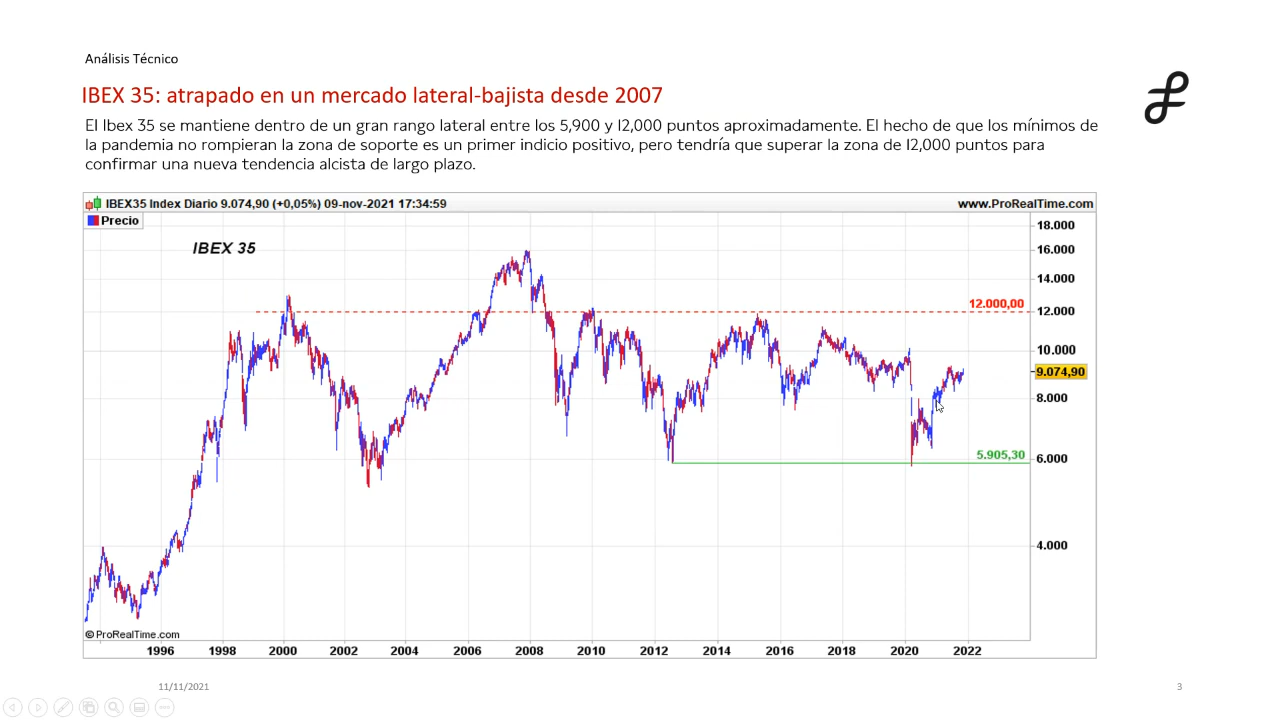 Análisis Técnico
IBEX 35: atrapado en un mercado lateral-bajista desde 2007
El Ibex 35 se mantiene dentro de un gran rango lateral entre los 5,900 y 12,000 puntos aproximadamente. El hecho de que los mínimos de
la pandemia no rompieran la zona de soporte es un primer indicio positivo, pero tendría que superar la zona de 12,000 puntos para
confirmar una nueva tendencia alcista de largo plazo.
IBEX35 Index Diario 9.074,90 (+0,05%) 09-nov-2021 17:34:59
www.ProRealTime.com
Precio
IBEX 35
18.000
16.000
14.000
12.000,00
12.000
10.000
9.074,90
8.000
5.905,30
6.000
4.000
© ProRealTime.com
1996 1998 2000 2002 2004 2006 2008 2010 2012 2014 2016 2018 2020 2022
11/11/2021
3